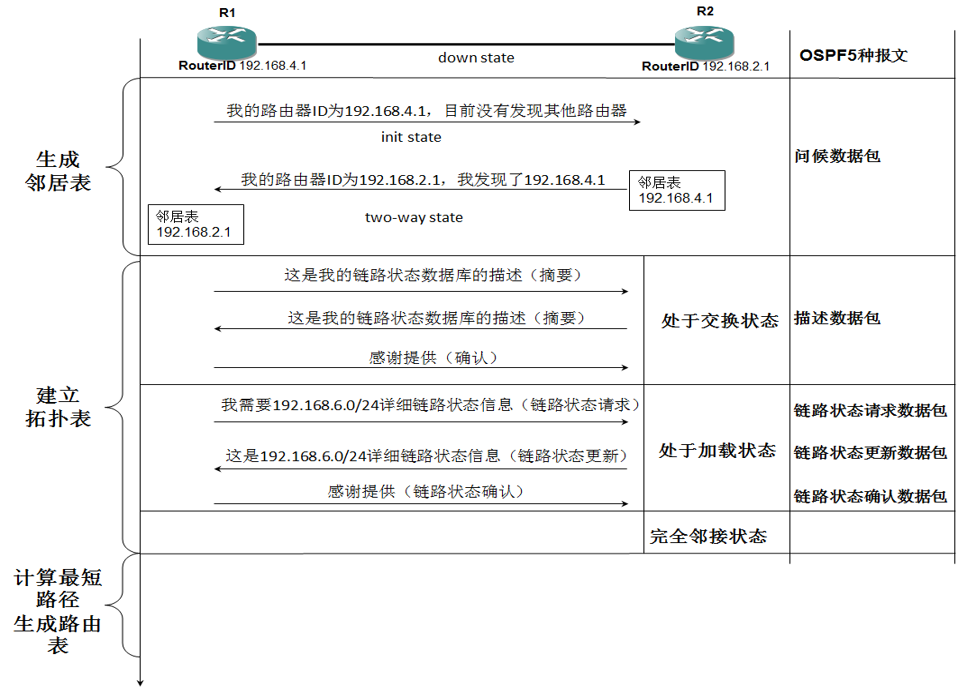 R1
R2
RouterID 192.168.4.1
down state
RouterID 192.168.2.1
OSPF5种报文
生成
邻居表
我的路由器ID为192.168.4.1，目前没有发现其他路由器
init state
问候数据包
我的路由器ID为192.168.2.1，我发现了192.168.4.1
邻居表
192.168.4.1
two-way state
邻居表
192.168.2.1
建立
拓扑表
这是我的链路状态数据库的描述（摘要）
这是我的链路状态数据库的描述（摘要）
感谢提供（确认）
处于交换状态
描述数据包
我需要192.168.6.0/24详细链路状态信息（链路状态请求）
这是192.168.6.0/24详细链路状态信息（链路状态更新）
感谢提供（链路状态确认）
处于加载状态
链路状态请求数据包
链路状态更新数据包
链路状态确认数据包
完全邻接状态
计算最短
路径
生成路由
表